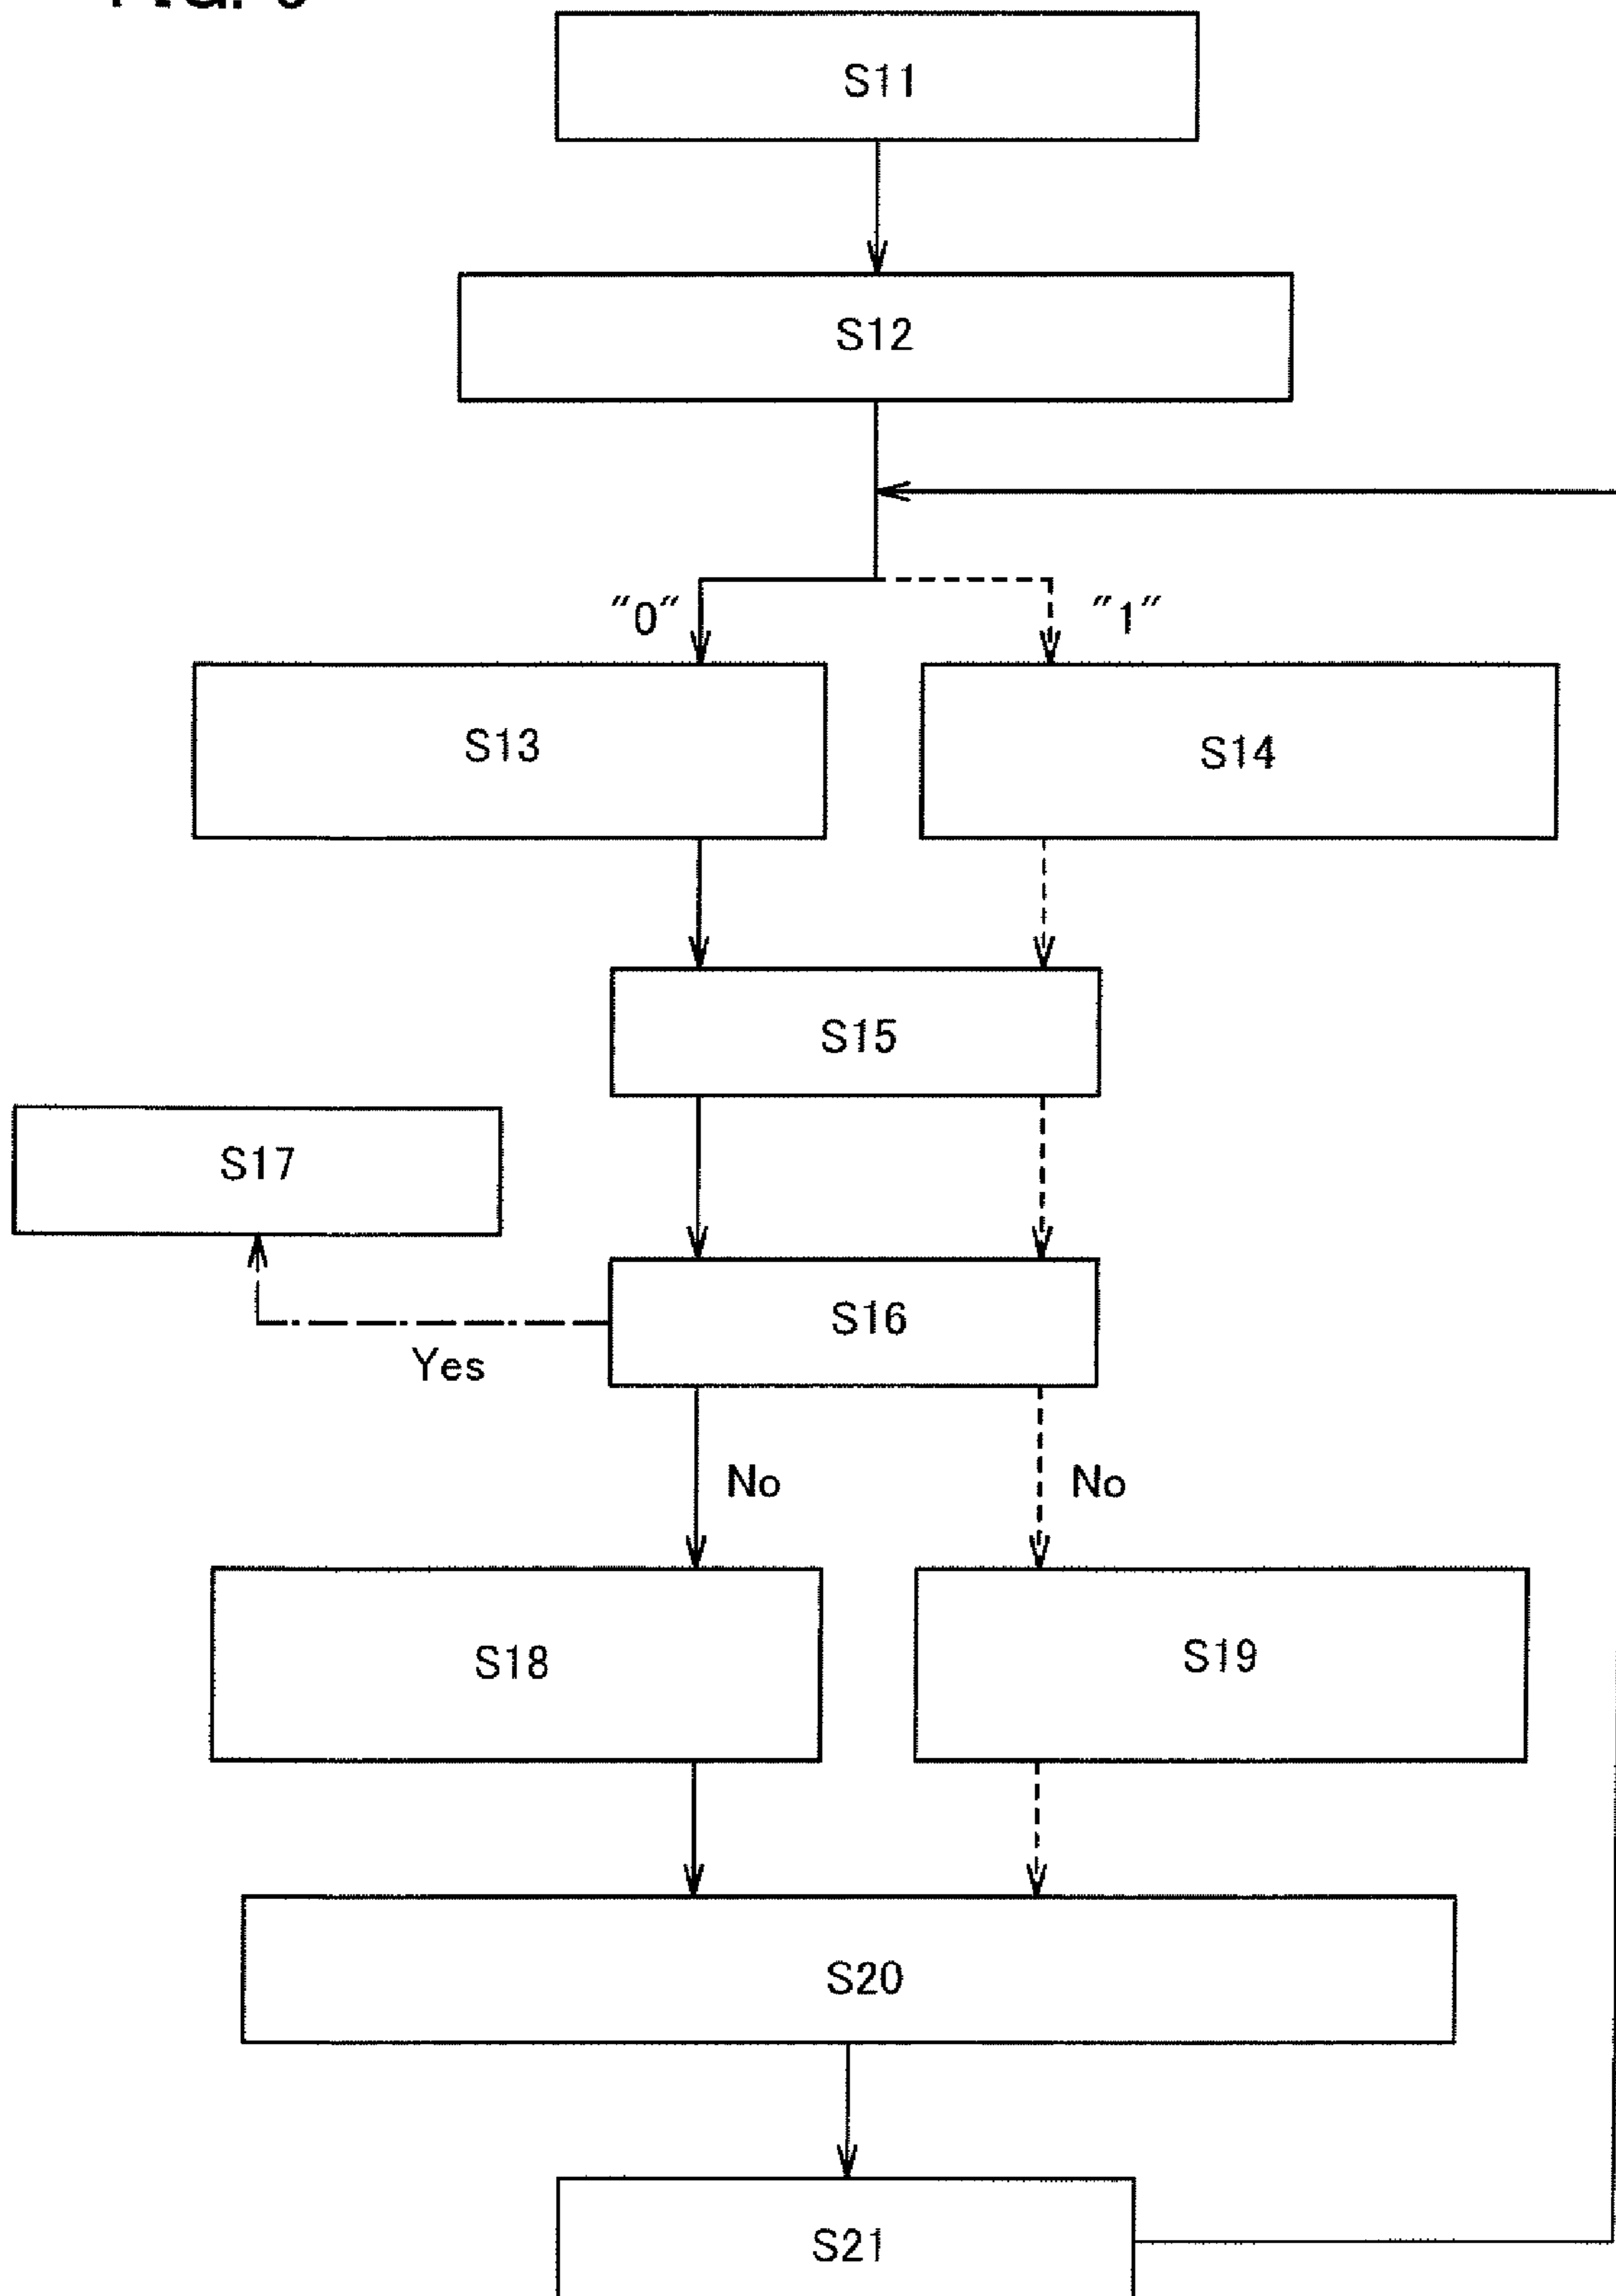 S11
S12
"0"
"1"
S13
S14
S15
S17
S16
Yes
No
No
S18
S19
S20
S21